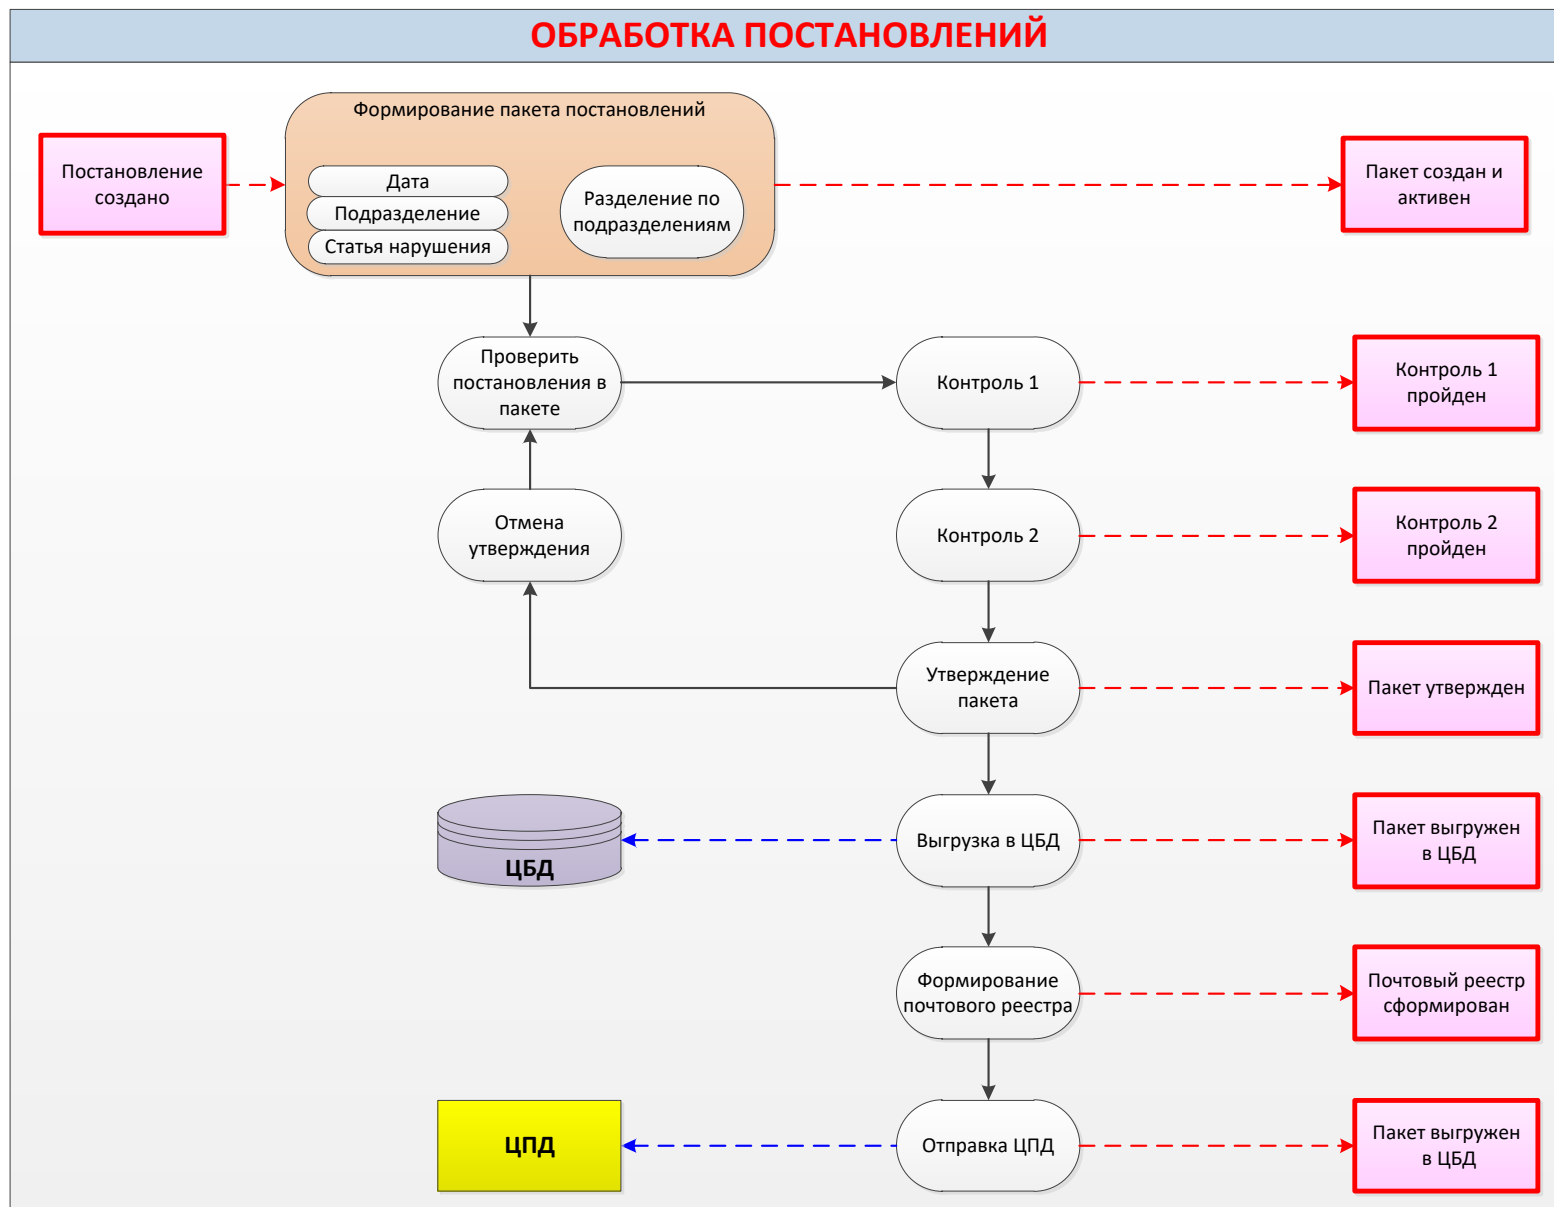 ОБРАБОТКА ПОСТАНОВЛЕНИЙ
Формирование пакета постановлений
Постановление
создано
Дата
Подразделение
Статья нарушения
Разделение по
подразделениям
Пакет создан и
активен
Проверить
постановления в
пакете
Контроль 1
Контроль 1
пройден
Отмена
утверждения
Контроль 2
Контроль 2
пройден
Утверждение
пакета
Пакет утвержден
ЦБД
Выгрузка в ЦБД
Пакет выгружен
в ЦБД
Формирование
почтового реестра
Почтовый реестр
сформирован
ЦПД
Отправка ЦПД
Пакет выгружен
в ЦБД